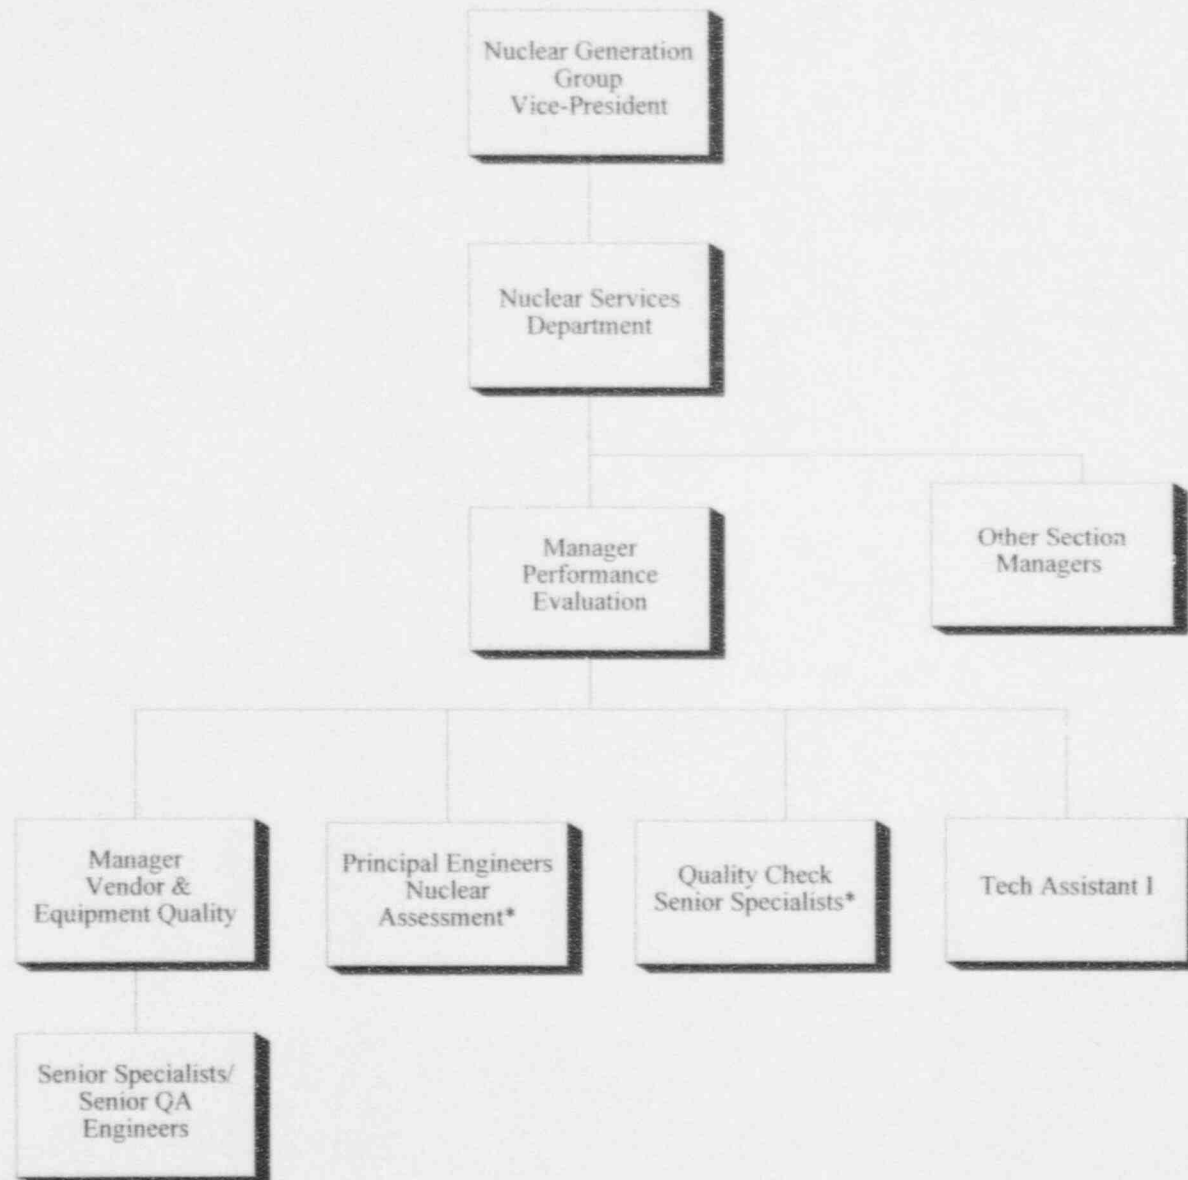 Nuclear Generation
Group
Vice-President
Nuclear Services
Department
Manager
Performance
Evaluation
Other Section
Managers
Manager
Vendor &
Equipment Quality
Principal Engineers
Nuclear
Assessment*
Quality Check
Senior Specialists*
Tech Assistant I
Senior Specialists/
Senior QA
Engineers